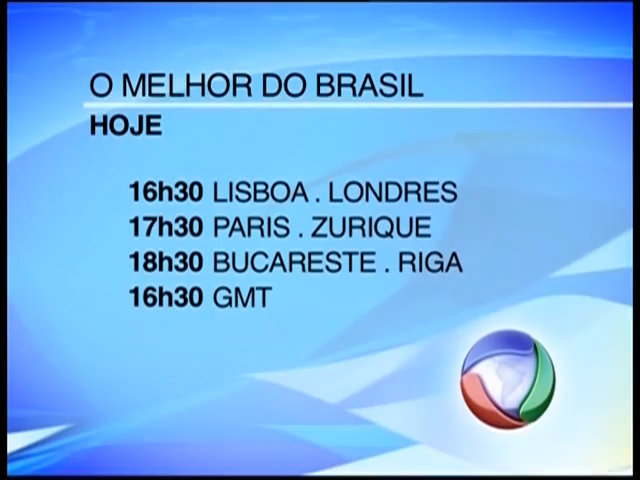 O MELHOR DO BRASIL
HOJE
16h30 LISBOA . LONDRES
17h30 PARIS . ZURIQUE
18h30 BUCARESTE . RIGA
16h30 GMT